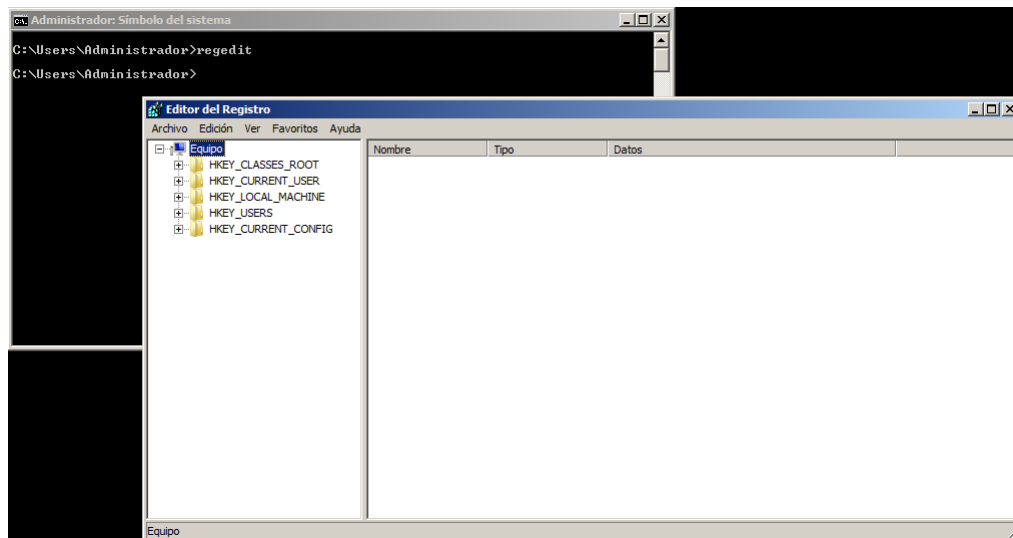 Administrador: Símbolo del sistema
C:\Users\Administrador>regedit
C:\Users\Administrador>
Editor del Registro
Archivo Edición Ver Favoritos Ayuda
Equipo
HKEY_CLASSES_ROOT
HKEY_CURRENT_USER
HKEY_LOCAL_MACHINE
HKEY_USERS
HKEY_CURRENT_CONFIG
Nombre Tipo Datos
Equipo